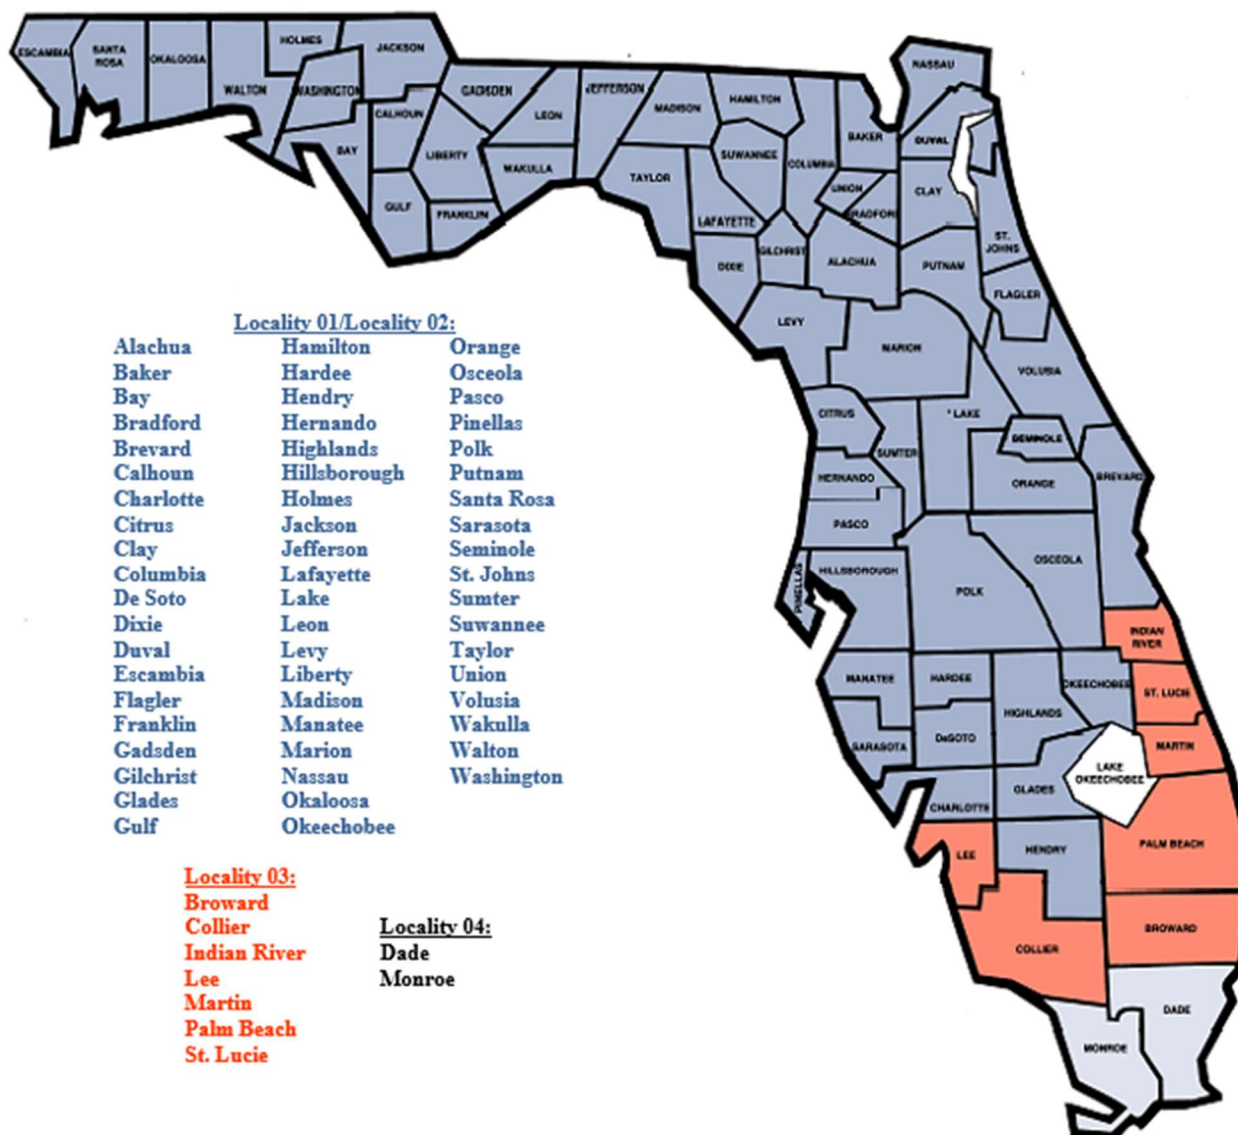 ESCAMBIA
SANTA
ROSA
OKALOOSA
WALTON
HOLMES
WASHINGTON
JACKSON
BAY
CALHOUN
GULF
GADSDEN
LIBERTY
FRANKLIN
LEON
WAKULLA
JEFFERSON
MADISON
TAYLOR
HAMILTON
SUWANNEE
LAFAYETTE
DIXIE
COLUMBIA
GILCHRIST
BAKER
UNION
BRADFORD
ALACHUA
NASSAU
DUVAL
CLAY
ST.
JOHNS
PUTNAM
FLAGLER
LEVY
MARION
VOLUSIA
CITRUS
SUMTER
LAKE
SEMINOLE
HERNANDO
ORANGE
BREVARD
PASCO
PINELLAS
HILLSBOROUGH
POLK
OSCEOLA
INDIAN
RIVER
MANATEE
HARDEE
HIGHLANDS
OKEECHOBEE
ST. LUCIE
SARASOTA
DeSOTO
MARTIN
LAKE
OKEECHOBEE
CHARLOTTE
GLADES
LEE
HENDRY
PALM BEACH
COLLIER
BROWARD
DADE
MONROE
Locality 01/Locality 02:
Alachua Hamilton Orange
Baker Hardee Osceola
Bay Hendry Pasco
Bradford Hernando Pinellas
Brevard Highlands Polk
Calhoun Hillsborough Putnam
Charlotte Holmes Santa Rosa
Citrus Jackson Sarasota
Clay Jefferson Seminole
Columbia Lafayette St. Johns
De Soto Lake Sumter
Dixie Leon Suwannee
Duval Levy Taylor
Escambia Liberty Union
Flagler Madison Volusia
Franklin Manatee Wakulla
Gadsden Marion Walton
Gilchrist Nassau Washington
Glades Okaloosa
Gulf Okeechobee
Locality 03:
Broward
Collier
Indian River
Lee
Martin
Palm Beach
St. Lucie
Locality 04:
Dade
Monroe